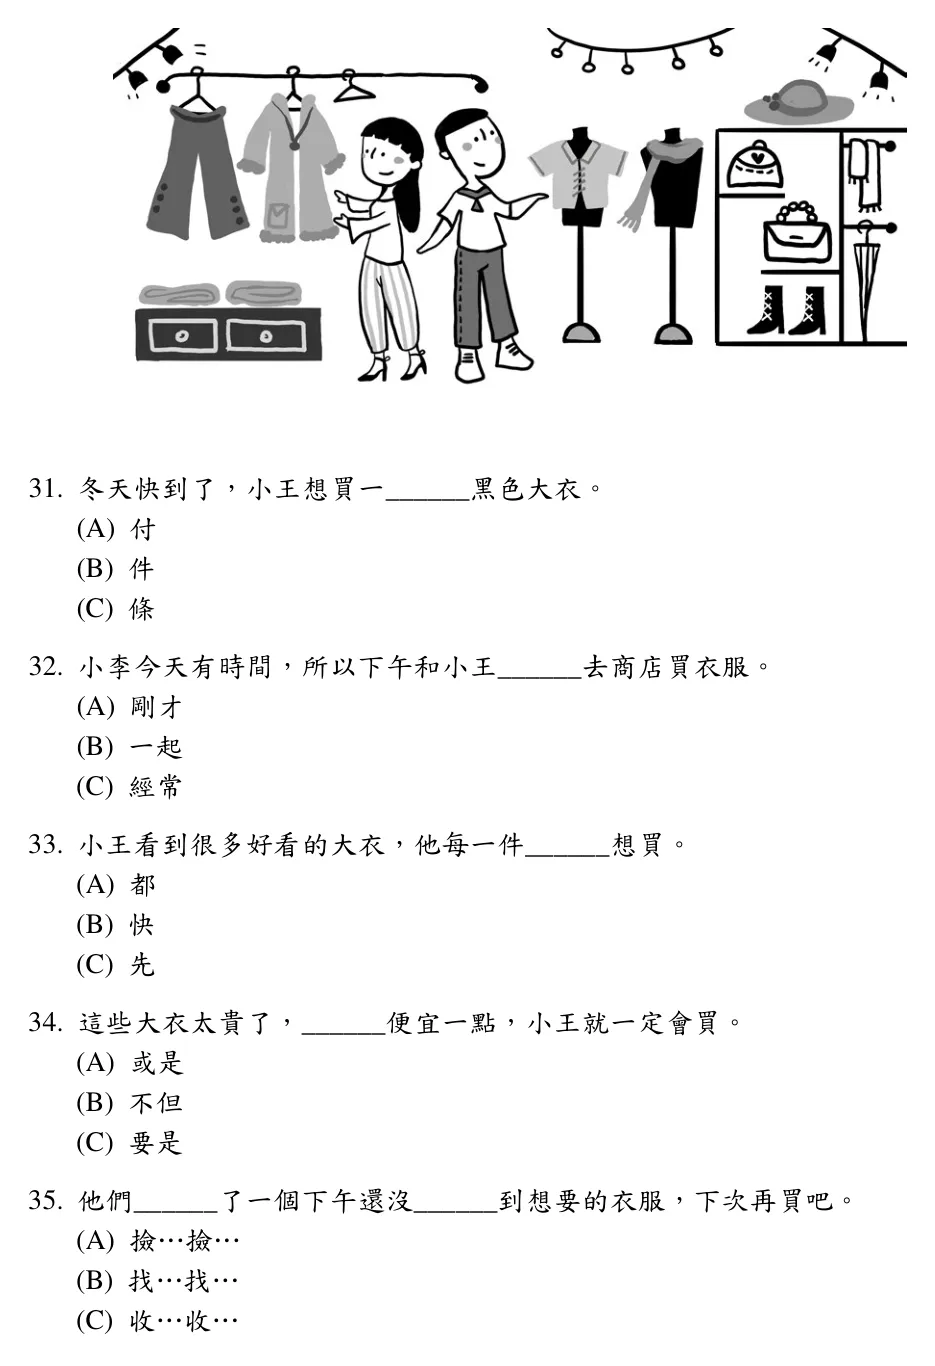 31. 冬天快到了，小王想買一______黑色大衣。
(A) 付
(B) 件
(C) 條
32. 小李今天有時間，所以下午和小王______去商店買衣服。
(A) 剛才
(B) 一起
(C) 經常
33. 小王看到很多好看的大衣，他每一件______想買。
(A) 都
(B) 快
(C) 先
34. 這些大衣太貴了，______便宜一點，小王就一定會買。
(A) 或是
(B) 不但
(C) 要是
35. 他們______了一個下午還沒______到想要的衣服，下次再買吧。
(A) 撿…撿…
(B) 找…找…
(C) 收…收…